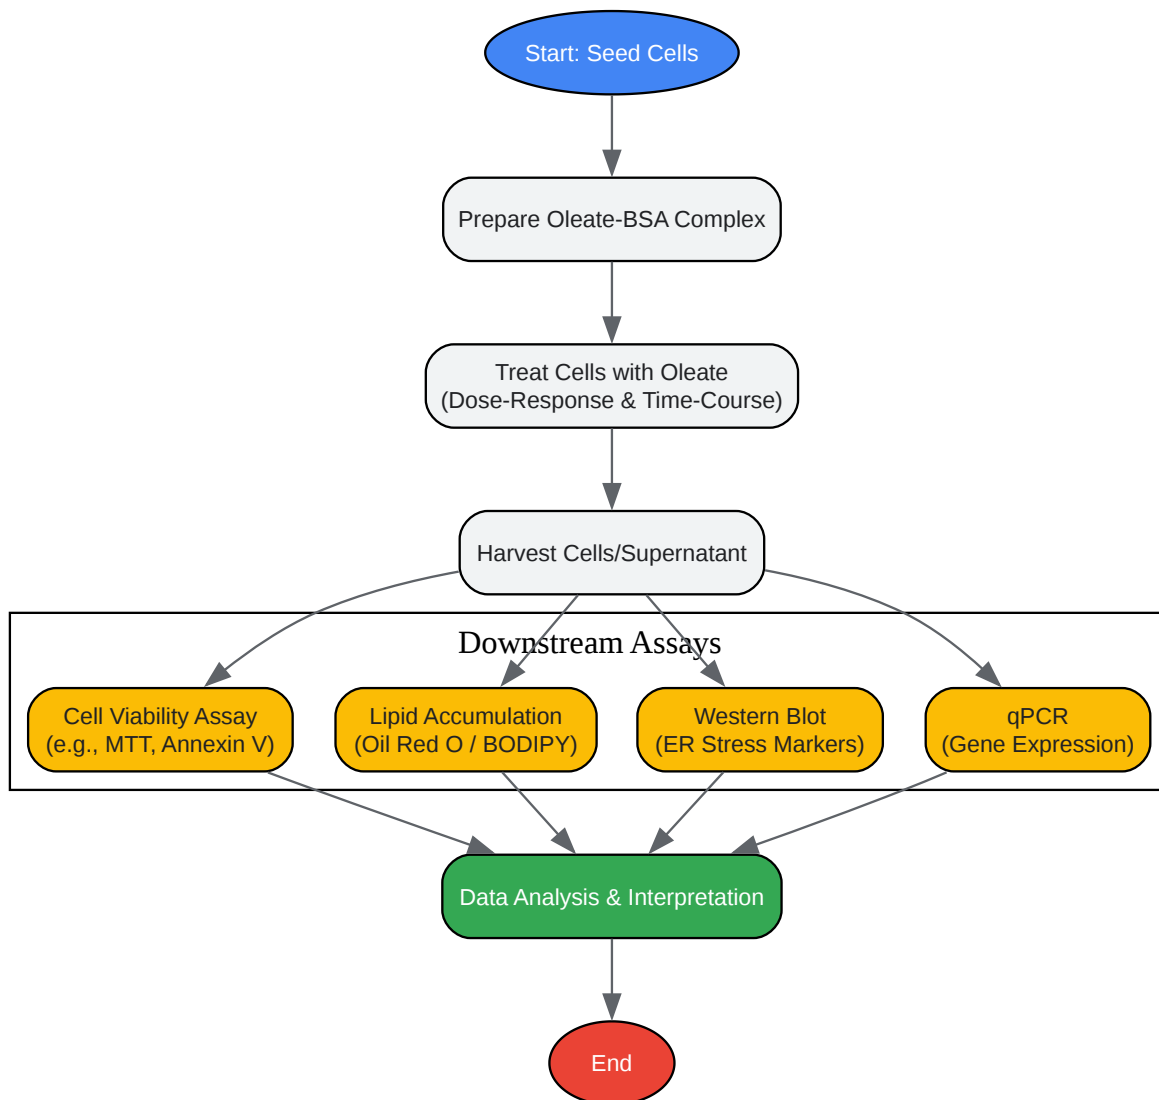 Start: Seed Cells
Prepare Oleate-BSA Complex
Treat Cells with Oleate
(Dose-Response & Time-Course)
Harvest Cells/Supernatant
Downstream Assays
Cell Viability Assay
(e.g., MTT, Annexin V)
Lipid Accumulation
(Oil Red O / BODIPY)
Western Blot
(ER Stress Markers)
qPCR
(Gene Expression)
Data Analysis & Interpretation
End